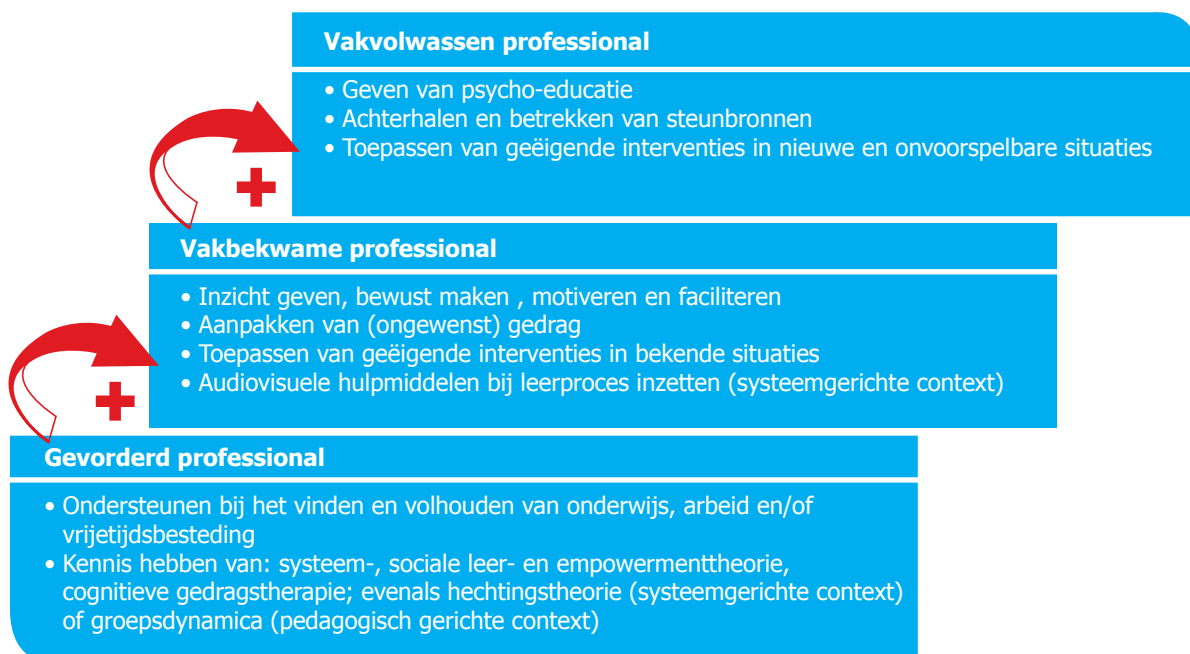 Vakvolwassen professional
• Geven van psycho-educatie
• Achterhalen en betrekken van steunbronnen
• Toepassen van geëigende interventies in nieuwe en onvoorspelbare situaties
Vakbekwame professional
• Inzicht geven, bewust maken , motiveren en faciliteren
• Aanpakken van (ongewenst) gedrag
• Toepassen van geëigende interventies in bekende situaties
• Audiovisuele hulpmiddelen bij leerproces inzetten (systeemgerichte context)
Gevorderd professional
• Ondersteunen bij het vinden en volhouden van onderwijs, arbeid en/of
vrijetijdsbesteding
• Kennis hebben van: systeem-, sociale leer- en empowermenttheorie,
cognitieve gedragstherapie; evenals hechtingstheorie (systeemgerichte context)
of groepsdynamica (pedagogisch gerichte context)